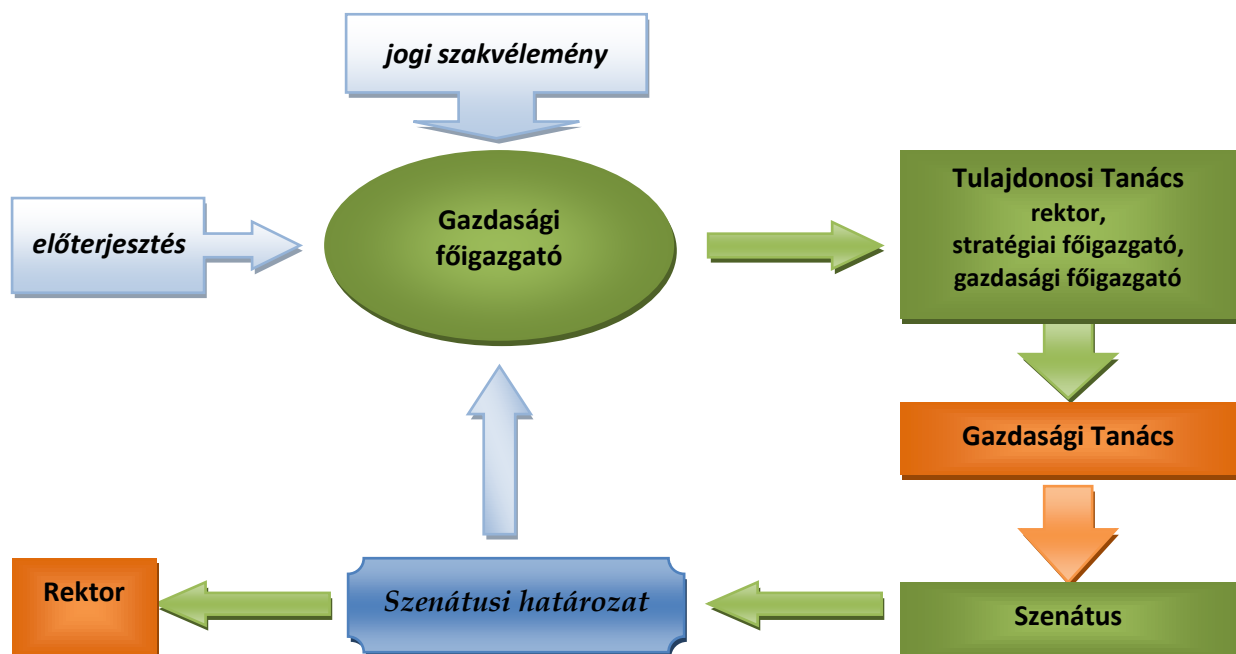 jogi szakvélemény
előterjesztés
Gazdasági
főigazgató
Tulajdonosi Tanács
rektor,
stratégiai főigazgató,
gazdasági főigazgató
Gazdasági Tanács
Szenátus
Szenátusi határozat
Rektor